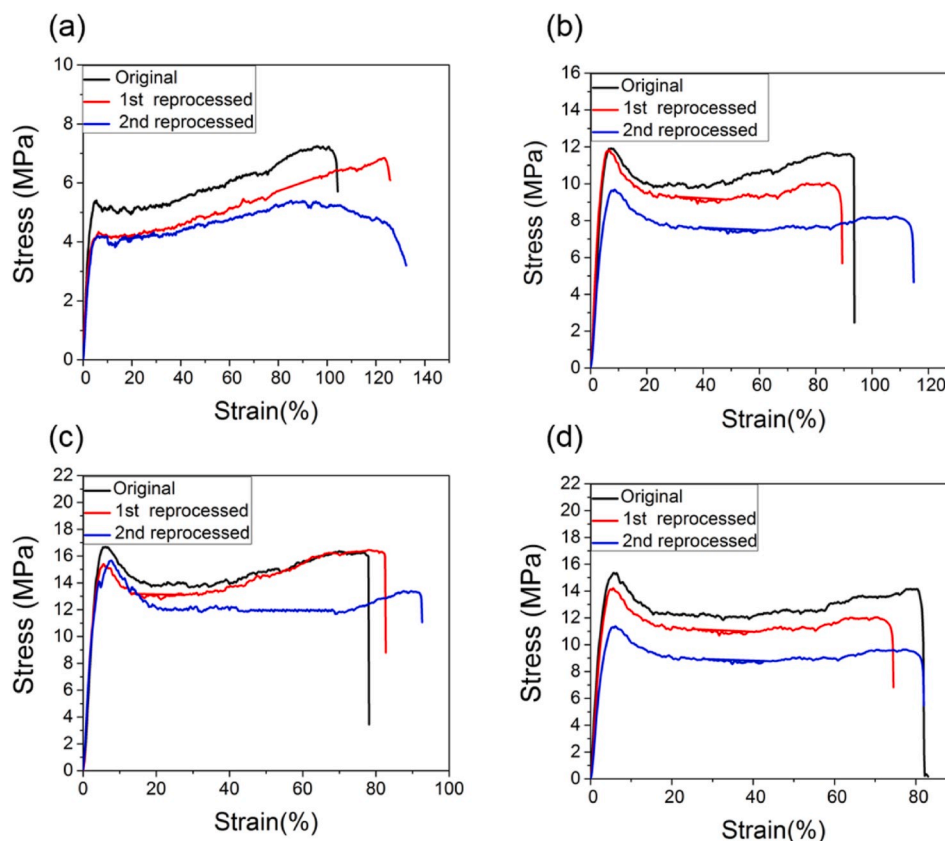 (a)
10
8
6
4
2
0
Stress (MPa)
Original
1st reprocessed
2nd reprocessed
0 20 40 60 80 100 120 140
Strain(%)
(b)
16
14
12
10
8
6
4
2
0
Stress (MPa)
Original
1st reprocessed
2nd reprocessed
0 20 40 60 80 100 120
Strain(%)
(c)
22
20
18
16
14
12
10
8
6
4
2
0
Stress (MPa)
Original
1st reprocessed
2nd reprocessed
0 20 40 60 80 100
Strain(%)
(d)
22
20
18
16
14
12
10
8
6
4
2
0
Stress (MPa)
Original
1st reprocessed
2nd reprocessed
0 20 40 60 80
Strain(%)